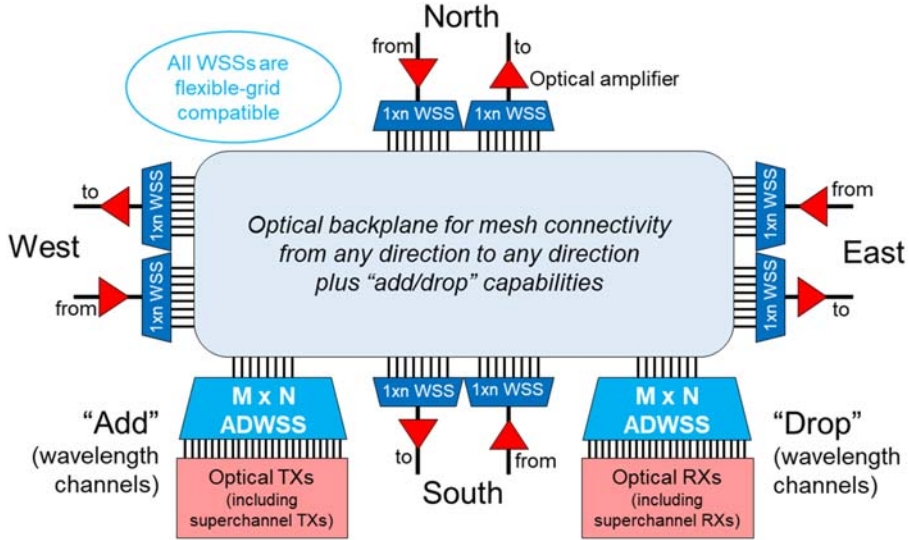 North
from
to
All WSSs are
flexible-grid
compatible
Optical amplifier
1xn WSS
1xn WSS
to
1xn WSS
West
from
1xn WSS
Optical backplane for mesh connectivity
from any direction to any direction
plus “add/drop” capabilities
from
1xn WSS
East
to
1xn WSS
“Add”
(wavelength
channels)
M x N
ADWSS
Optical TXs
(including
superchannel TXs)
1xn WSS
1xn WSS
to
from
South
M x N
ADWSS
Optical RXs
(including
superchannel RXs)
“Drop”
(wavelength
channels)